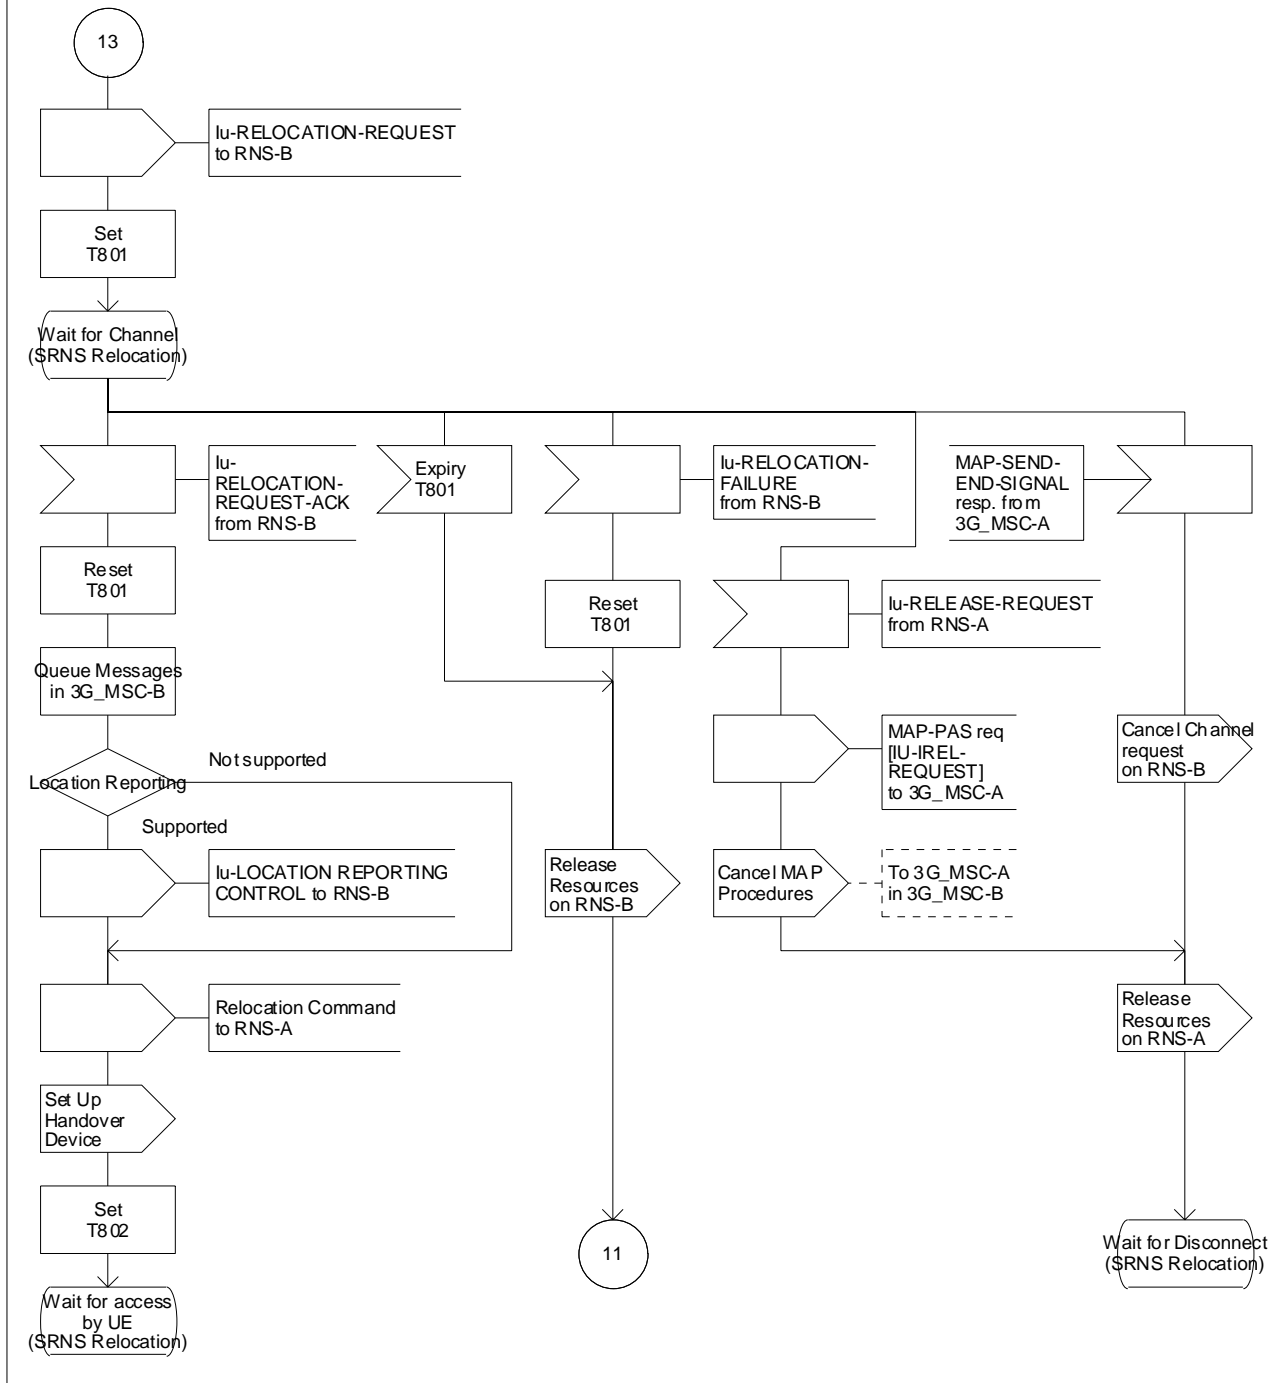 13
Iu-RELOCATION-REQUEST
to RNS-B
Set
T801
Wait for Channel
(SRNS Relocation)
Iu-
RELOCATION-
REQUEST-ACK
from RNS-B
Expiry
T801
Iu-RELOCATION-
FAILURE
from RNS-B
MAP-SEND-
END-SIGNAL
resp. from
3G_MSC-A
Reset
T801
Reset
T801
Iu-RELEASE-REQUEST
from RNS-A
Queue Messages
in 3G_MSC-B
MAP-PAS req
[IU-IREL-
REQUEST]
to 3G_MSC-A
Cancel Channel
request
on RNS-B
Location Reporting
Not supported
Supported
Iu-LOCATION REPORTING
CONTROL to RNS-B
Release
Resources
on RNS-B
Cancel MAP
Procedures
To 3G_MSC-A
in 3G_MSC-B
Relocation Command
to RNS-A
Release
Resources
on RNS-A
Set Up
Handover
Device
Set
T802
11
Wait for Disconnect
(SRNS Relocation)
Wait for access
by UE
(SRNS Relocation)